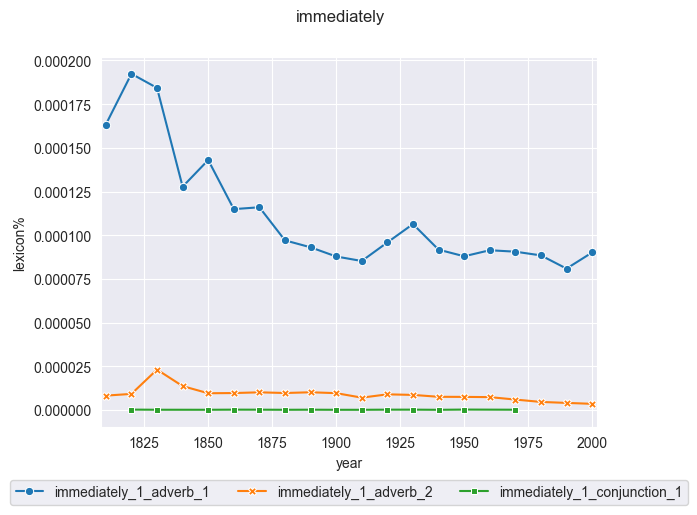 immediately
0.000200
0.000175
0.000150
0.000125
0.000100
0.000075
0.000050
0.000025
0.000000
lexicon%
1825 1850 1875 1900 1925 1950 1975 2000
year
immediately_1_adverb_1 immediately_1_adverb_2 immediately_1_conjunction_1